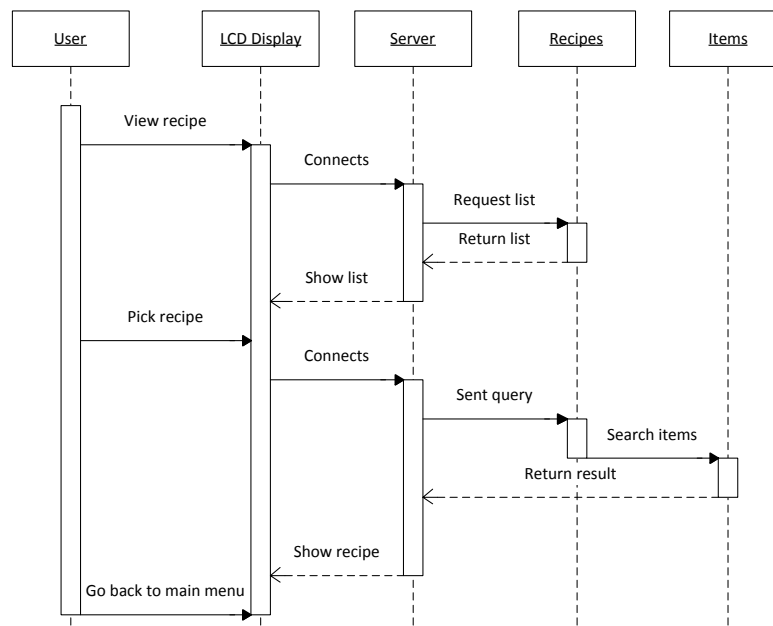 User
LCD Display
Server
Recipes
Items
View recipe
Connects
Request list
Return list
Show list
Pick recipe
Connects
Sent query
Search items
Return result
Show recipe
Go back to main menu